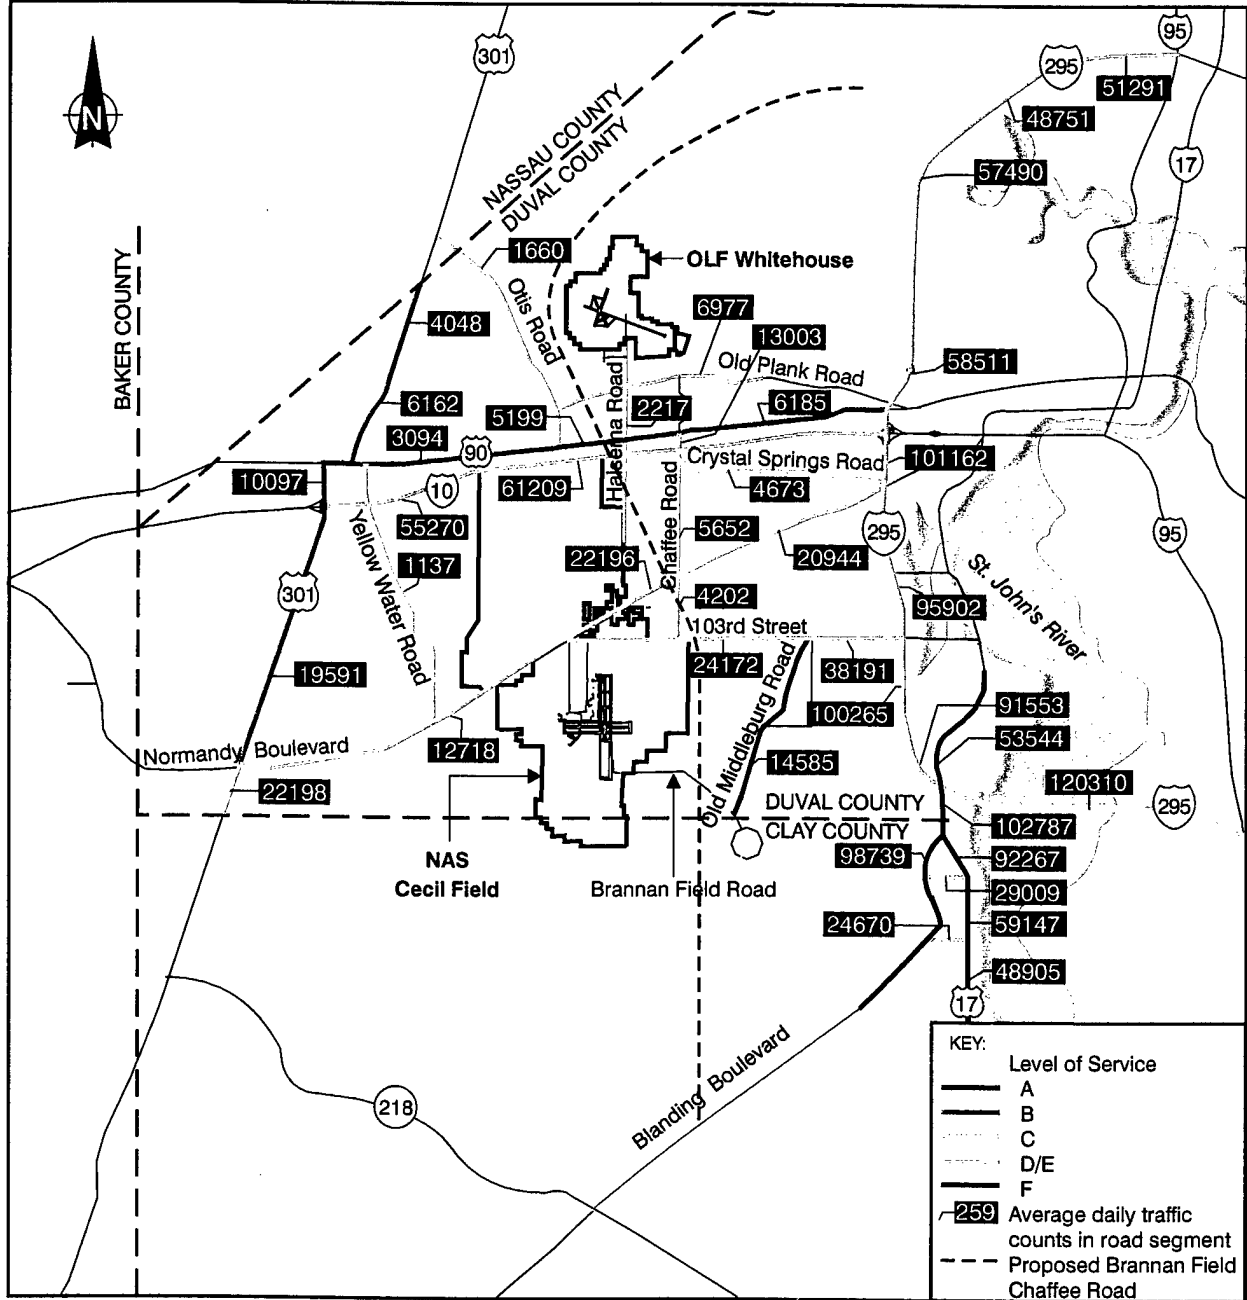 95
301
295
51291
48751
N
17
57490
NASSAU COUNTY
DUVAL COUNTY
1660
OLF Whitehouse
BAKER COUNTY
Otis Road
6977
4048
13003
Old Plank Road
58511
6162
5199
Halsema Road
2217
6185
3094
90
Crystal Springs Road
101162
10097
10
61209
4673
55270
Chaffee Road
5652
295
95
Yellow Water Road
1137
22196
20944
St. John's River
301
4202
95902
103rd Street
19591
24172
38191
Old Middleburg Road
100265
91553
Normandy Boulevard
12718
53544
14585
120310
22198
DUVAL COUNTY
295
CLAY COUNTY
102787
NAS
Cecil Field
98739
92267
Brannan Field Road
29009
24670
59147
48905
17
Blanding Boulevard
218
KEY:
Level of Service
A
B
C
D/E
F
259 Average daily traffic
counts in road segment
Proposed Brannan Field
Chaffee Road